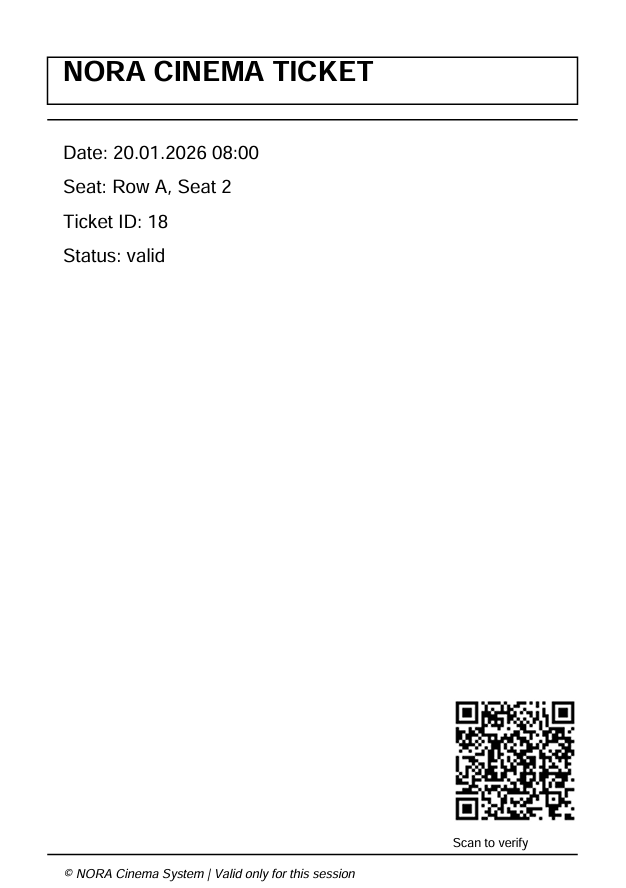 NORA CINEMA TICKET
Date: 20.01.2026 08:00
Seat: Row A, Seat 2
Ticket ID: 18
Status: valid
Scan to verify
© NORA Cinema System | Valid only for this session